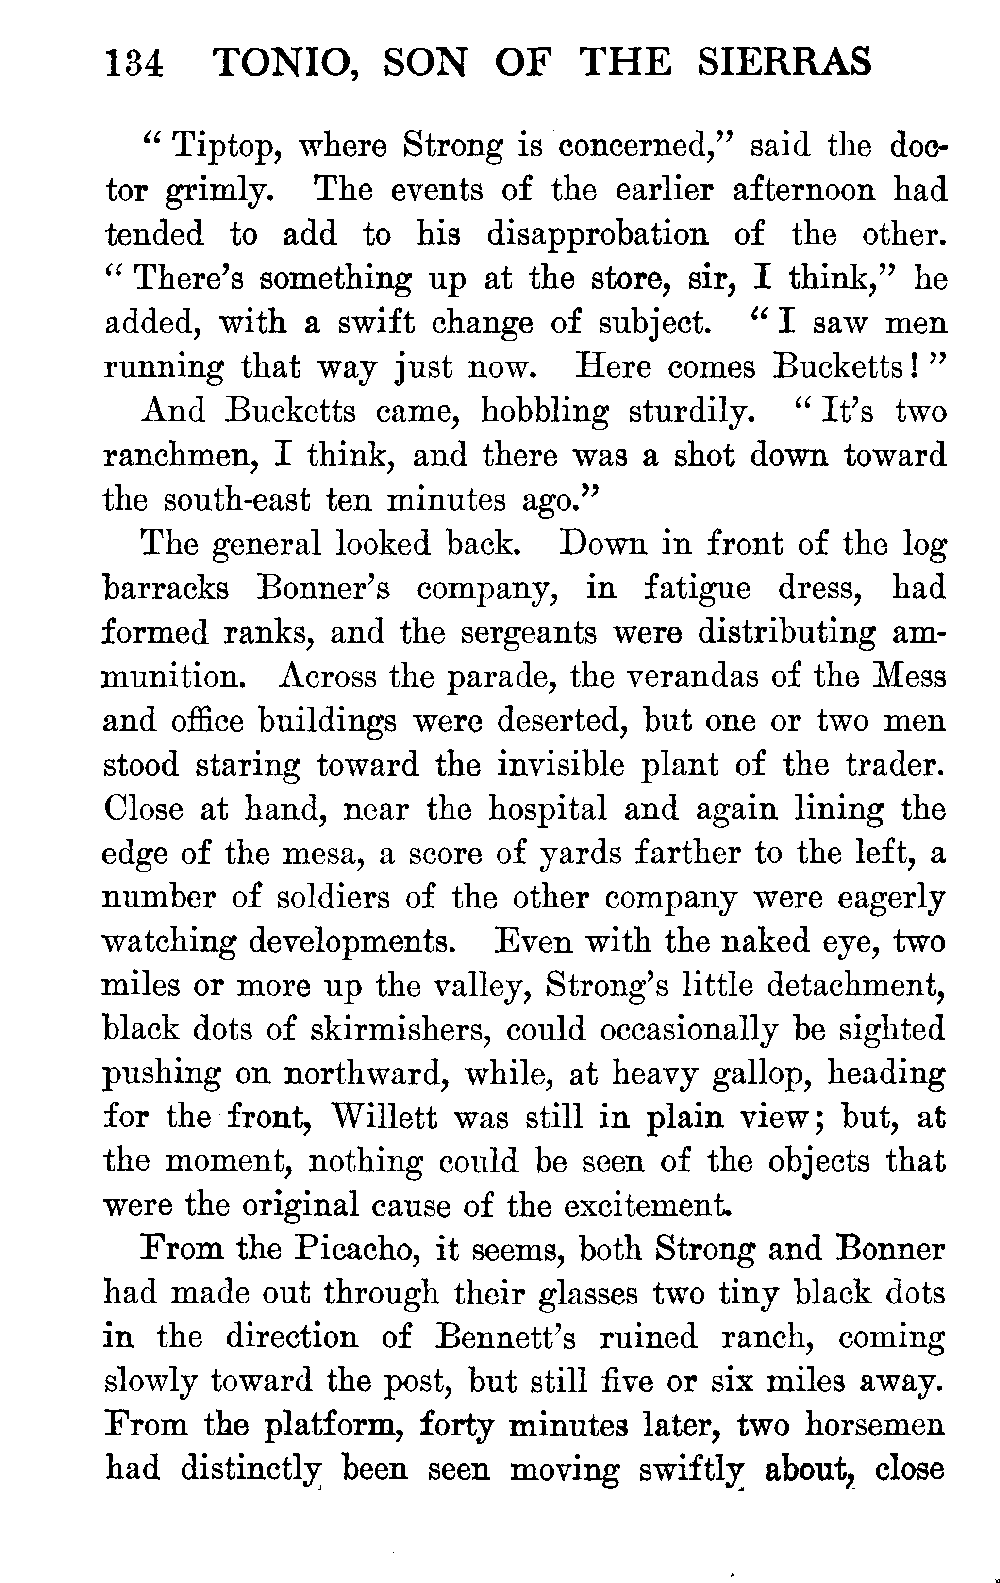 134 TONIO, SON OF THE SIERRAS
“ Tiptop, where Strong is concerned,” said the doc-
tor grimly. The events of the earlier afternoon had
tended to add to his disapprobation of the other.
“ There’s something up at the store, sir, I think,” he
added, with a swift change of subject. “ I saw men
running that way just now. Here comes Bucketts! ”
And Bucketts came, hobbling sturdily. “ It’s two
ranchmen, I think, and there was a shot down toward
the south-east ten minutes ago.”
The general looked back. Down in front of the log
barracks Bonner’s company, in fatigue dress, had
formed ranks, and the sergeants were distributing am-
munition. Across the parade, the verandas of the Mess
and office buildings were deserted, but one or two men
stood staring toward the invisible plant of the trader.
Close at hand, near the hospital and again lining the
edge of the mesa, a score of yards farther to the left, a
number of soldiers of the other company were eagerly
watching developments. Even with the naked eye, two
miles or more up the valley, Strong’s little detachment,
black dots of skirmishers, could occasionally be sighted
pushing on northward, while, at heavy gallop, heading
for the front, Willett was still in plain view; but, at
the moment, nothing could be seen of the objects that
were the original cause of the excitement.
From the Picacho, it seems, both Strong and Bonner
had made out through their glasses two tiny black dots
in the direction of Bennett’s ruined ranch, coming
slowly toward the post, but still five or six miles away.
From the platform, forty minutes later, two horsemen
had distinctly been seen moving swiftly about, close